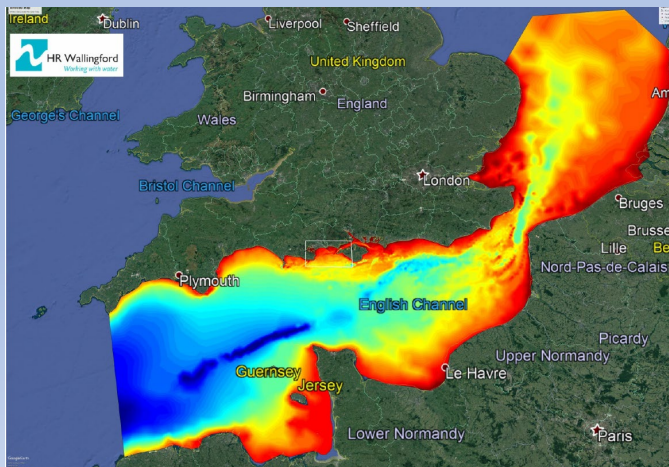 Ireland
Dublin
Liverpool
Sheffield
HR Wallingford
Working with water
United Kingdom
Birmingham
England
Am
George's Channel
Wales
Bristol Channel
London
Bruges
Brusse
Lille
Be
Nord-Pas-de-Calais
Plymouth
English Channel
Picardy
Upper Normandy
Guernsey
Jersey
Le Havre
Lower Normandy
Paris